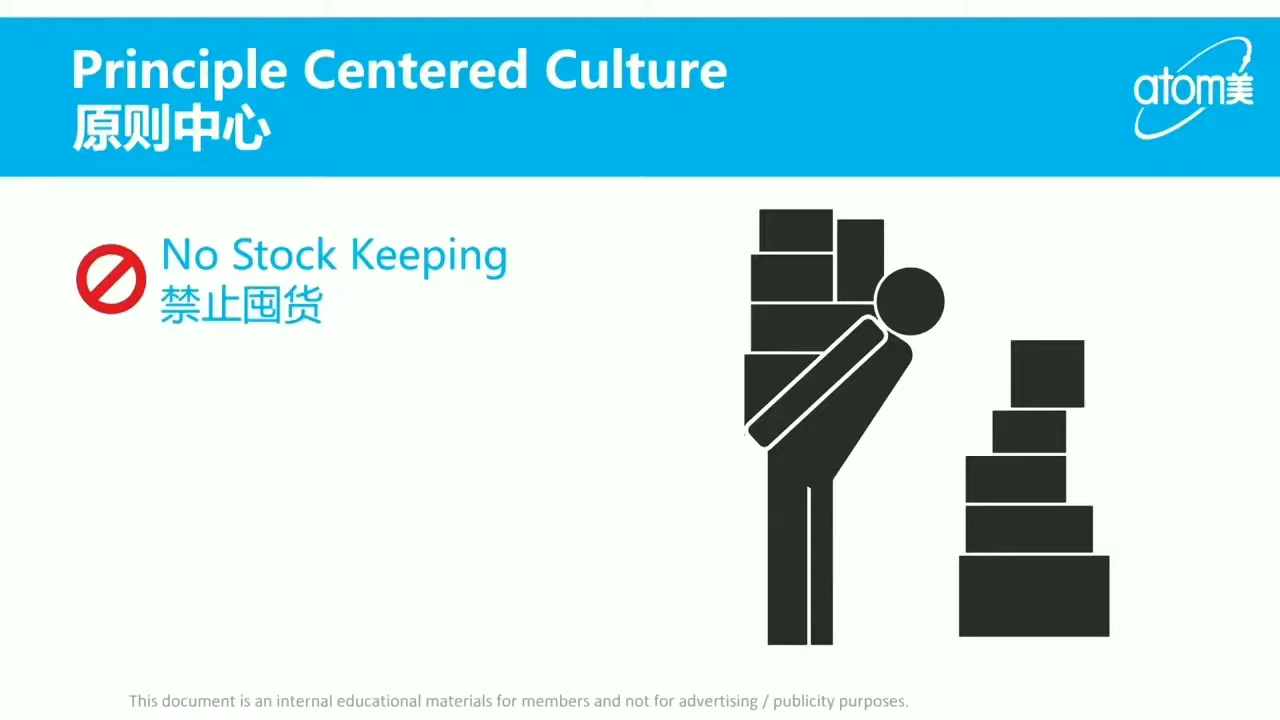 Principle Centered Culture
原则中心
atom美
No Stock Keeping
禁止囤货
This document is an internal educational materials for members and not for advertising / publicity purposes.